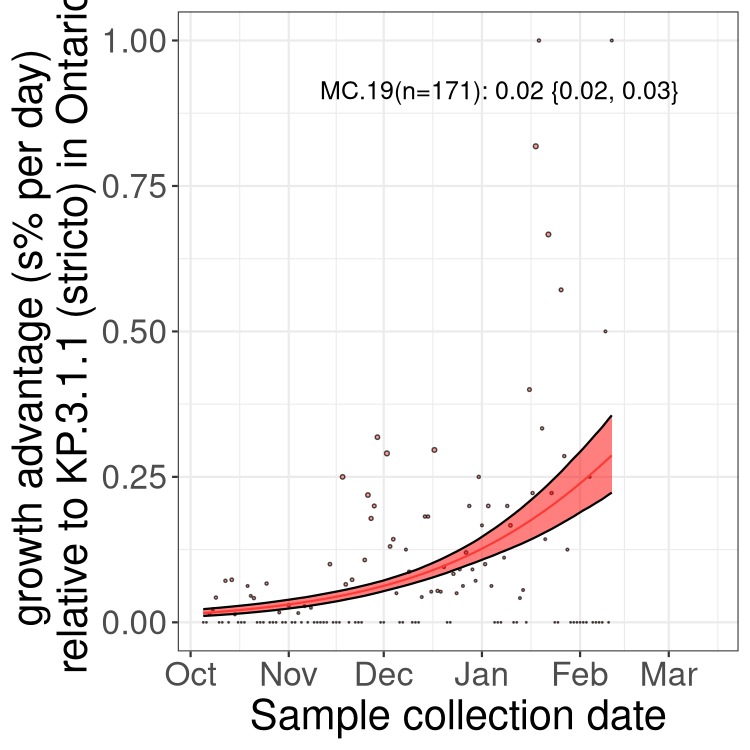 growth advantage (s% per day)
relative to KP.3.1.1 (stricto) in Ontario
1.00
0.75
0.50
0.25
0.00
MC.19(n=171): 0.02 {0.02, 0.03}
Oct Nov Dec Jan Feb Mar
Sample collection date